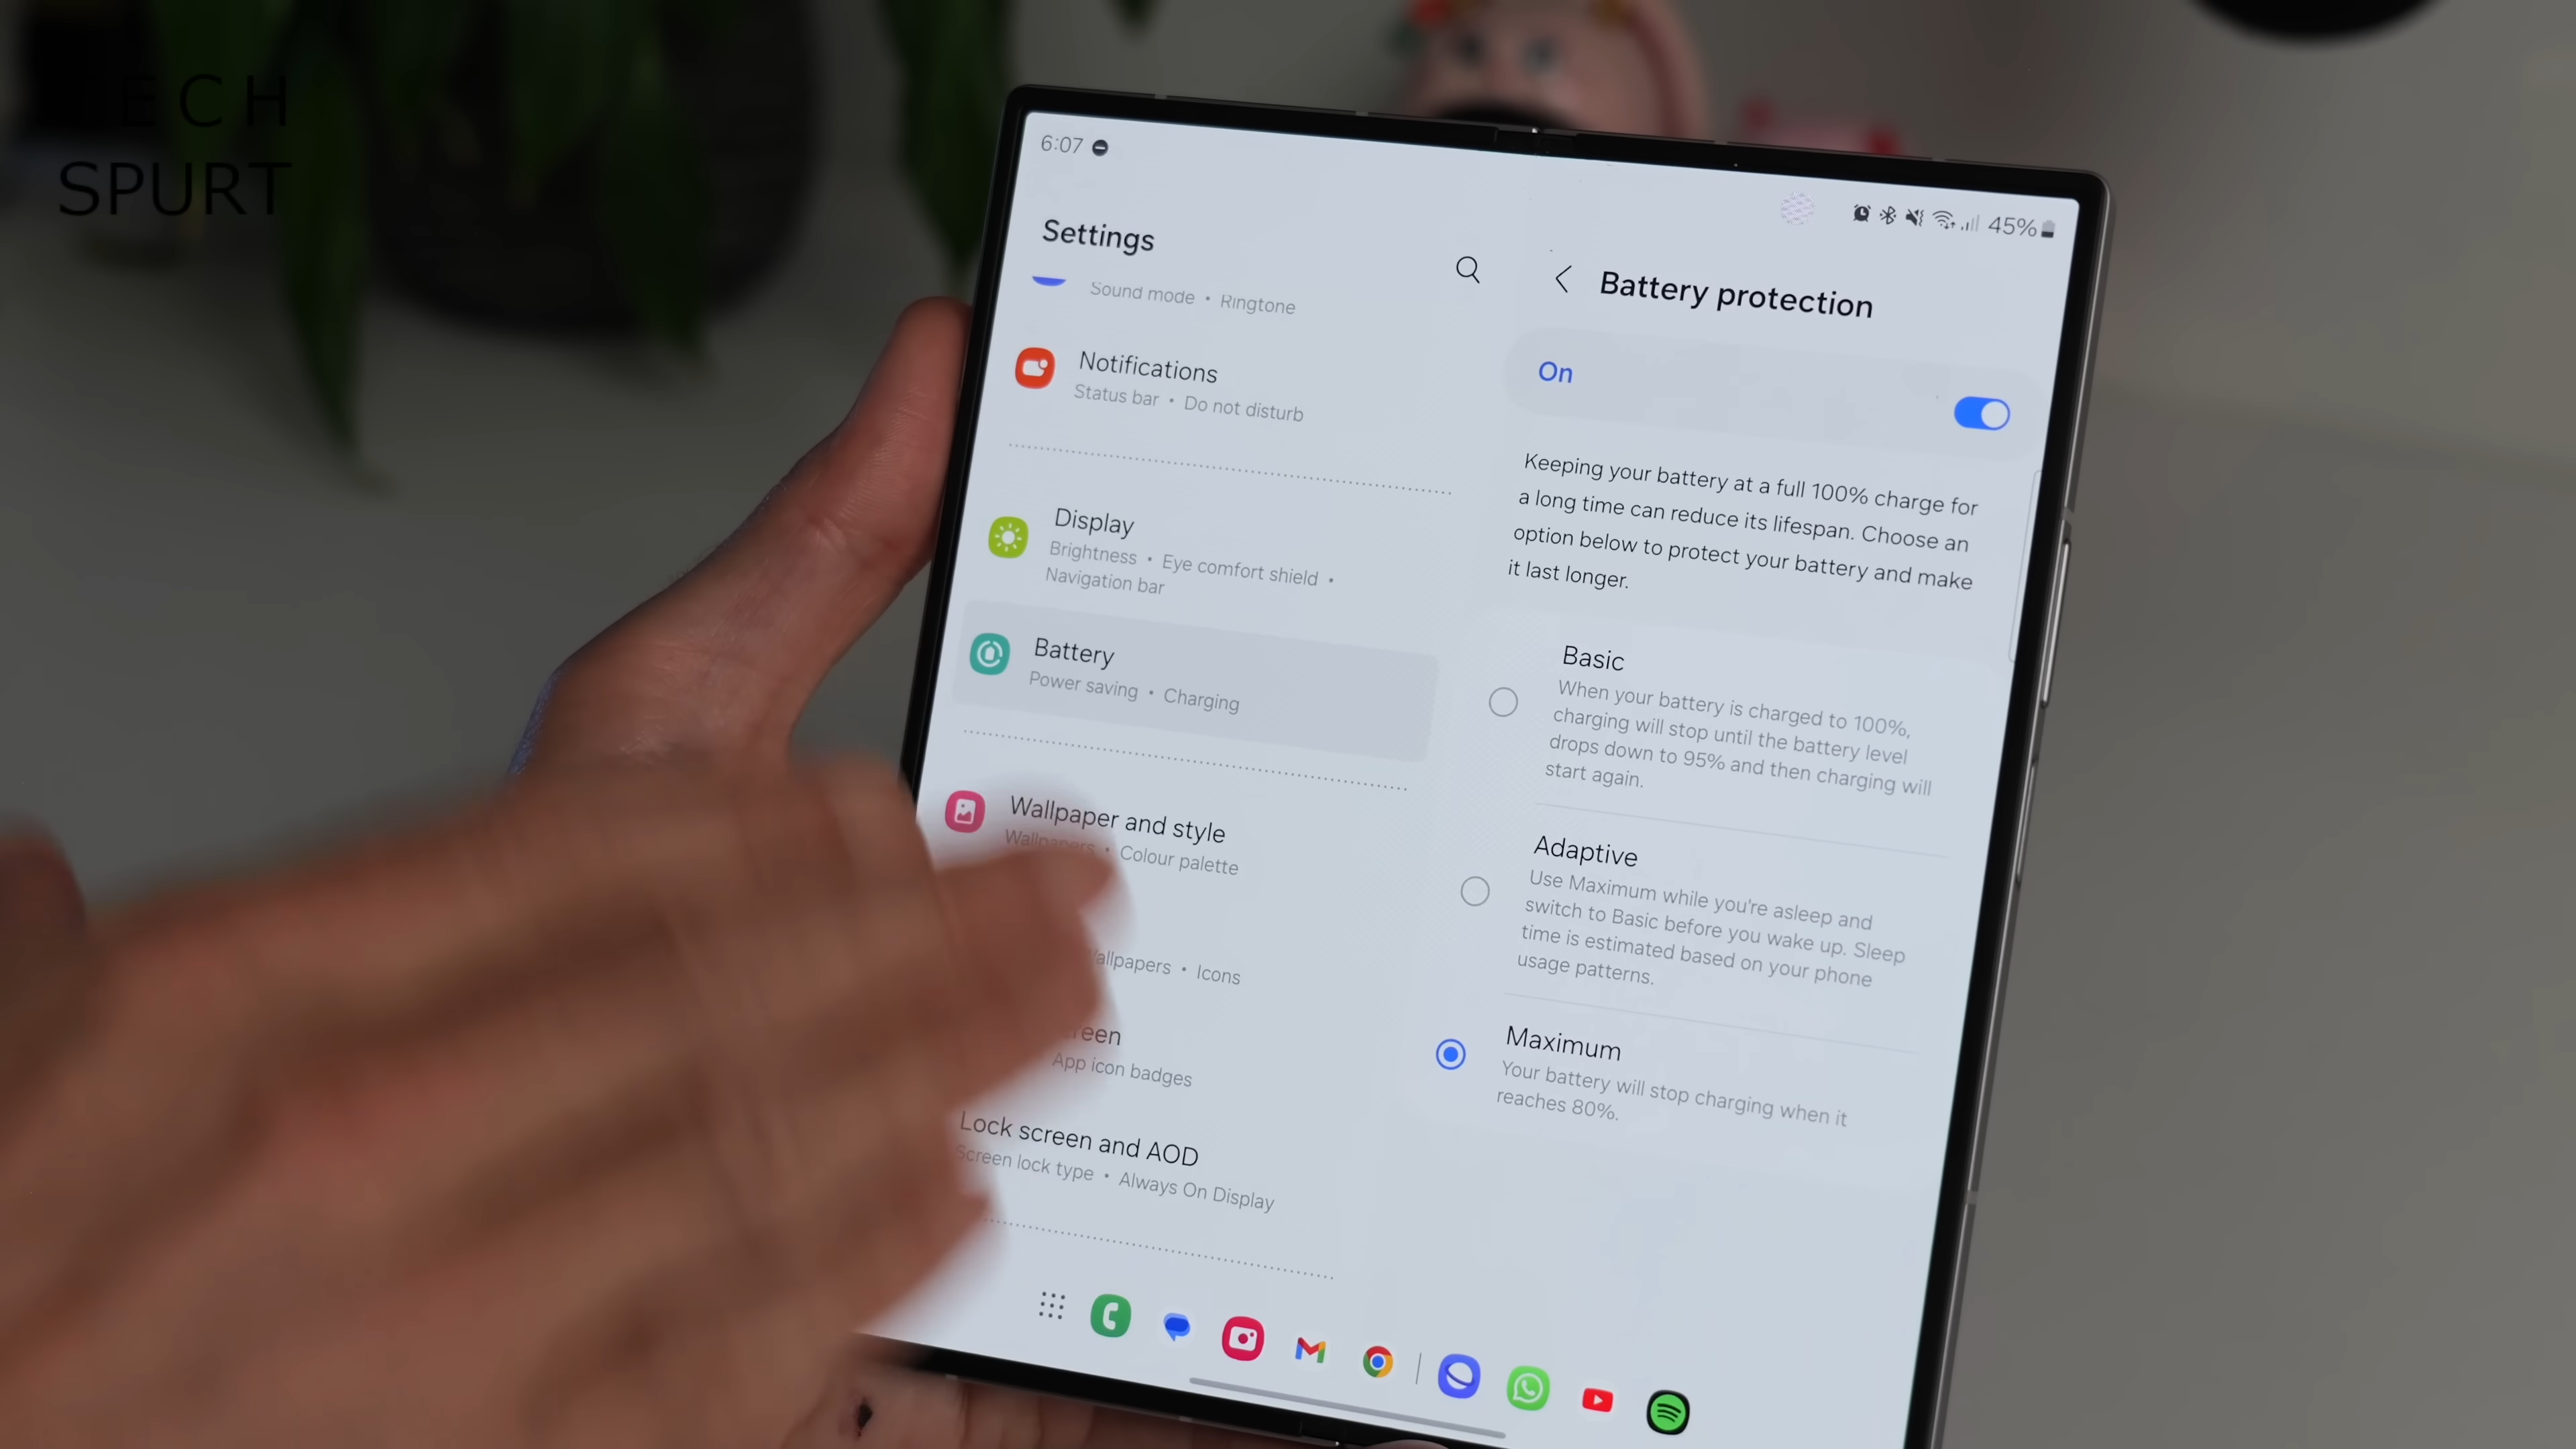 ECH
SPURT
6:07
45%
Settings
Sound mode • Ringtone
Notifications
Status bar • Do not disturb
Display
Brightness • Eye comfort shield •
Navigation bar
Battery
Power saving • Charging
Wallpaper and style
Wallpapers • Colour palette
Wallpapers • Icons
App icon badges
Lock screen and AOD
Screen lock type • Always On Display
Battery protection
On
Keeping your battery at a full 100% charge for
a long time can reduce its lifespan. Choose an
option below to protect your battery and make
it last longer.
Basic
When your battery is charged to 100%,
charging will stop until the battery level
drops down to 95% and then charging will
start again.
Adaptive
Use Maximum while you're asleep and
switch to Basic before you wake up. Sleep
time is estimated based on your phone
usage patterns.
Maximum
Your battery will stop charging when it
reaches 80%.